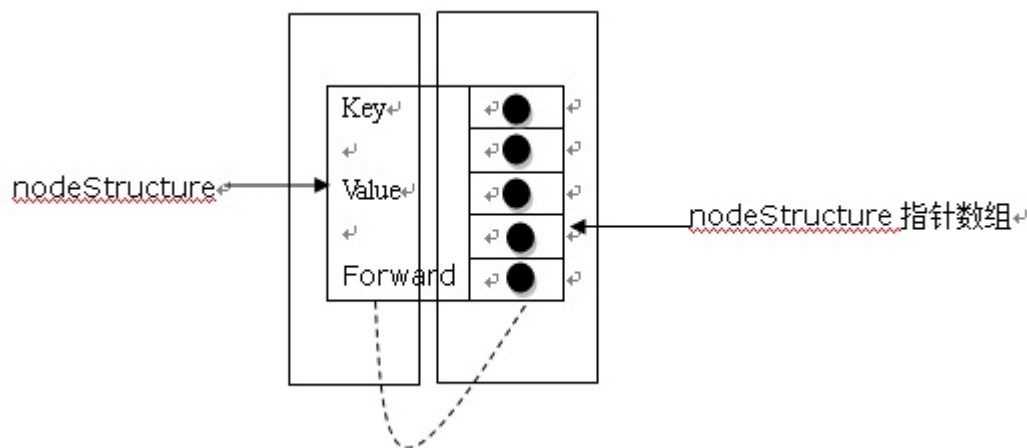 Key
Value
nodeStructure
nodeStructure 指针数组
Forward